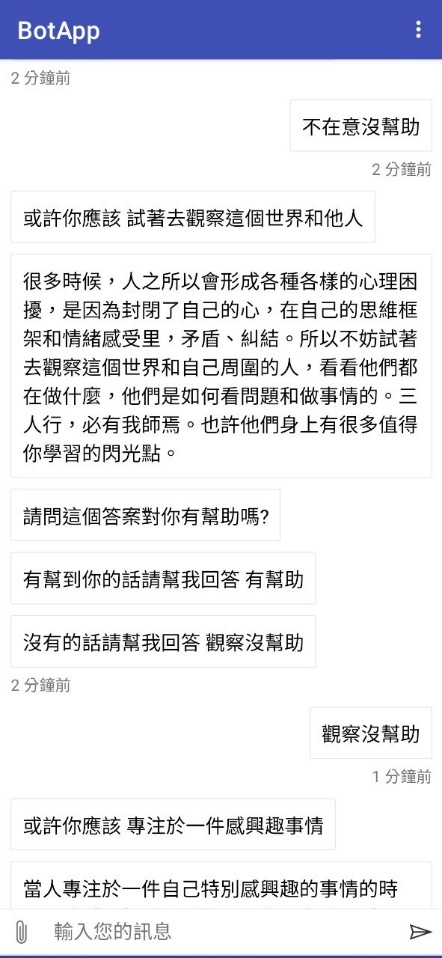 BotApp
2 分鐘前
不在意沒幫助
2 分鐘前
或許你應該 試著去觀察這個世界和他人
很多時候，人之所以會形成各種各樣的心理困
擾，是因為封閉了自己的心，在自己的思維框
架和情緒感受里，矛盾、糾結。所以不妨試著
去觀察這個世界和自己周圍的人，看看他們都
在做什麼，他們是如何看問題和做事情的。三
人行，必有我師焉。也許他們身上有很多值得
你學習的閃光點。
請問這個答案對你有幫助嗎?
有幫到你的話請幫我回答 有幫助
沒有的話請幫我回答 觀察沒幫助
2 分鐘前
觀察沒幫助
1 分鐘前
或許你應該 專注於一件感興趣事情
當人專注於一件自己特別感興趣的事情的時
輸入您的訊息